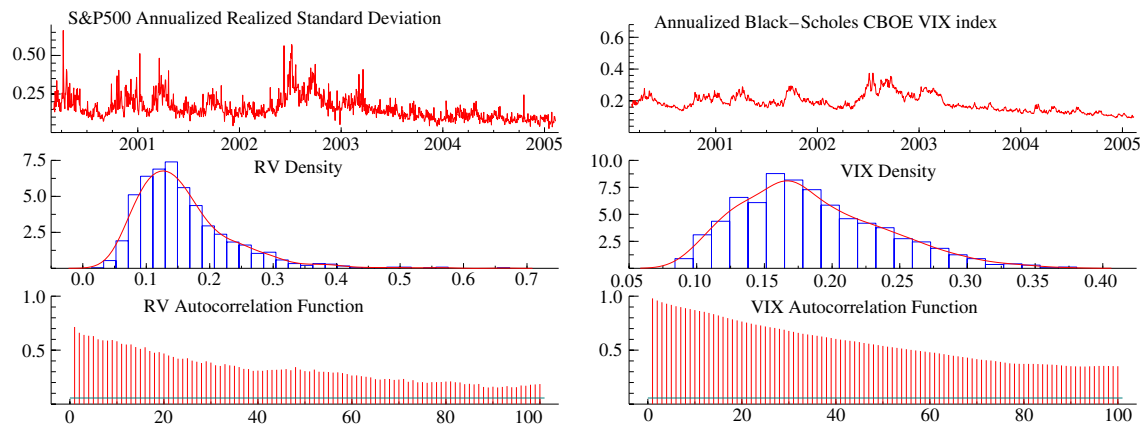 S&P500 Annualized Realized Standard Deviation
0.50
0.25
2001 2002 2003 2004 2005
Annualized Black−Scholes CBOE VIX index
0.6
0.4
0.2
2001 2002 2003 2004 2005
RV Density
7.5
5.0
2.5
0.0 0.1 0.2 0.3 0.4 0.5 0.6 0.7
VIX Density
10.0
7.5
5.0
2.5
0.05 0.10 0.15 0.20 0.25 0.30 0.35 0.40
RV Autocorrelation Function
1.0
0.5
0 20 40 60 80 100
VIX Autocorrelation Function
1.0
0.5
0 20 40 60 80 100